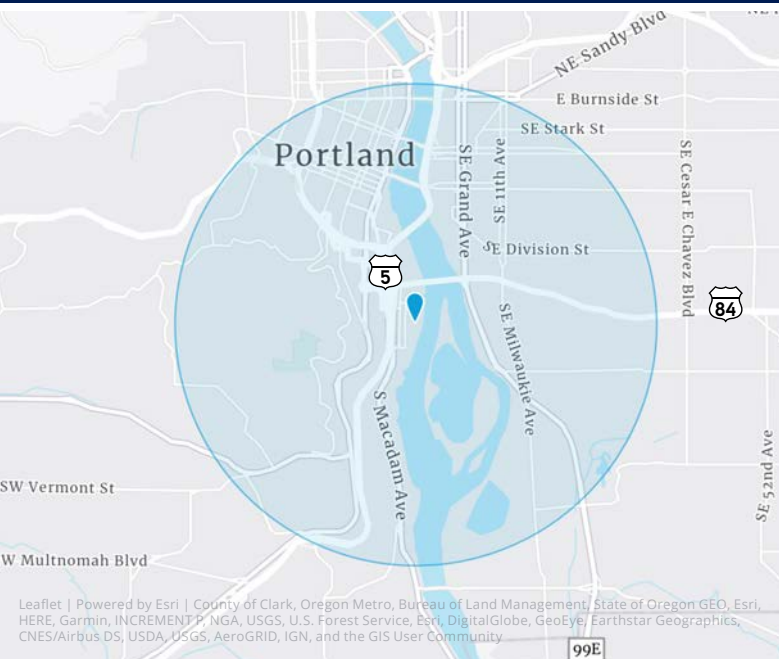 NE Sandy Blvd
E Burnside St
SE Stark St
Portland
SE Grand Ave
SE 11th Ave
SE Cesar E Chavez Blvd
SE Division St
5
84
SE Milwaukie Ave
S Macadam Ave
SE 52nd Ave
SW Vermont St
W Multnomah Blvd
Leaflet | Powered by Esri | County of Clark, Oregon Metro, Bureau of Land Management, State of Oregon GEO, Esri,
HERE, Garmin, INCREMENT P, NGA, USGS, U.S. Forest Service, Esri, DigitalGlobe, GeoEye, Earthstar Geographics,
CNES/Airbus DS, USDA, USGS, AeroGRID, IGN, and the GIS User Community
99E